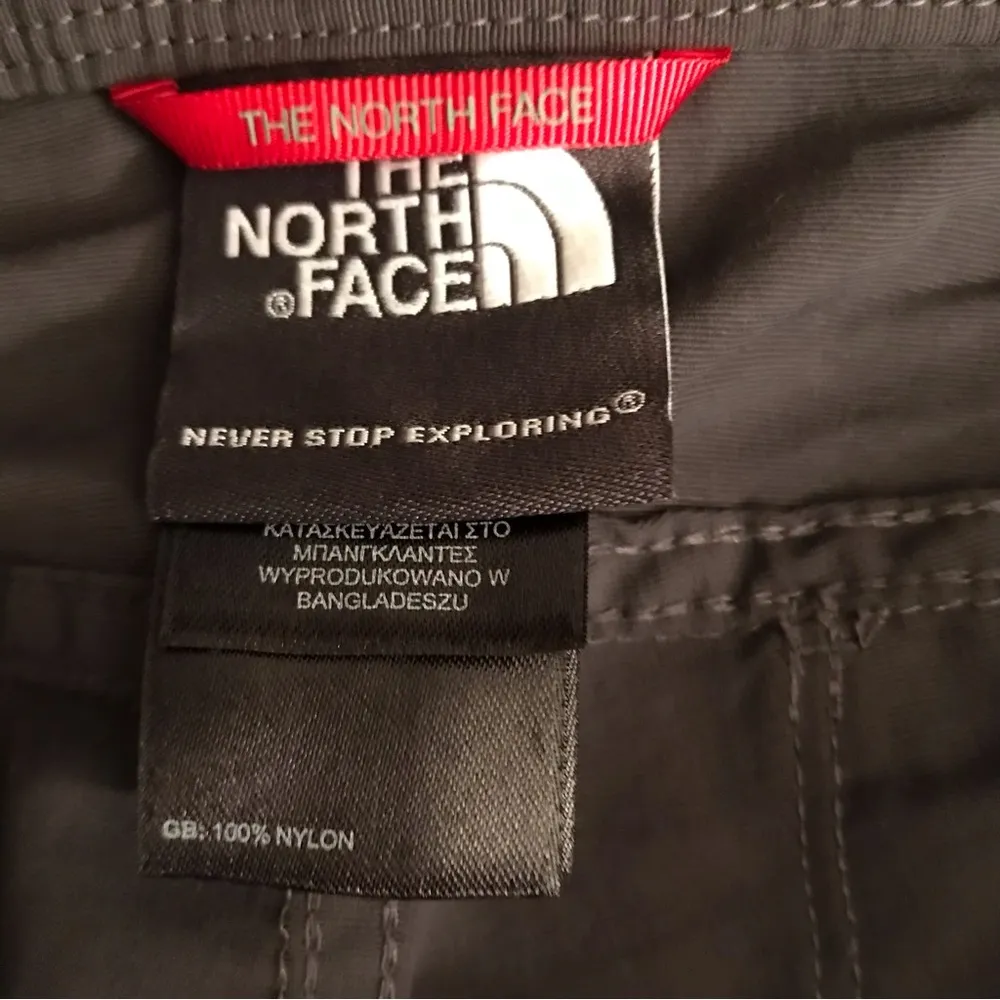 THE NORTH FACE
THE
NORTH
®FACE
NEVER STOP EXPLORING®
ΚΑΤΑΣΚΕΥΑΖΕΤΑΙ ΣΤΟ
ΜΠΑΝΓΚΛΑΝΤΕΣ
WYPRODUKOWANO W
BANGLADESZU
GB: 100% NYLON